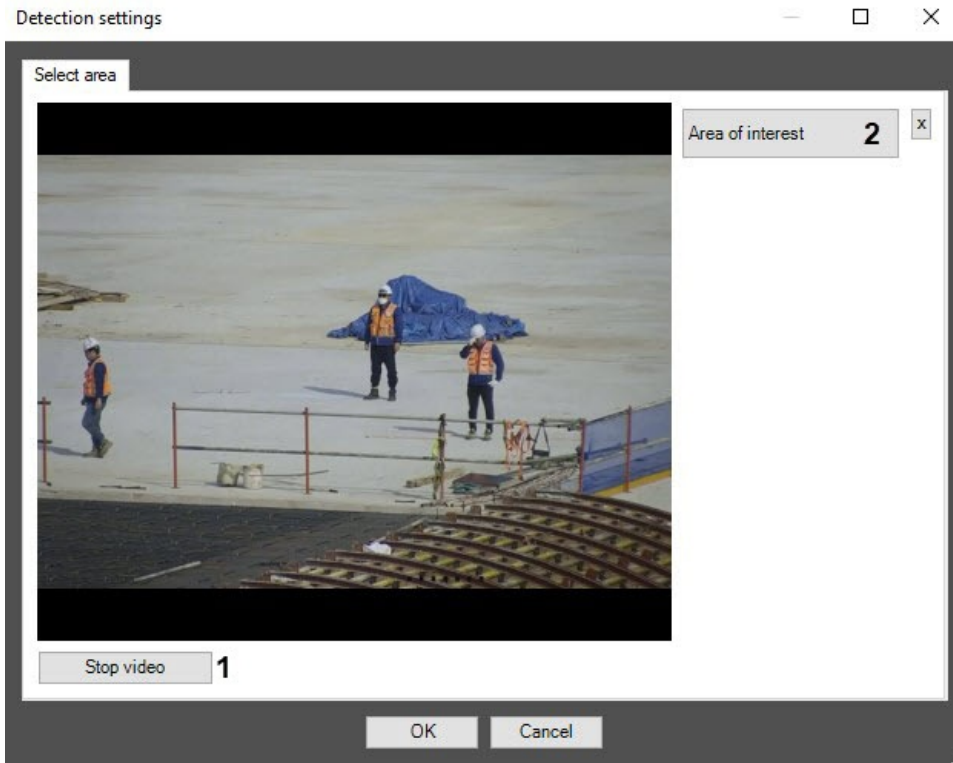 Detection settings
Select area
Area of interest 2
x
Stop video 1
OK Cancel